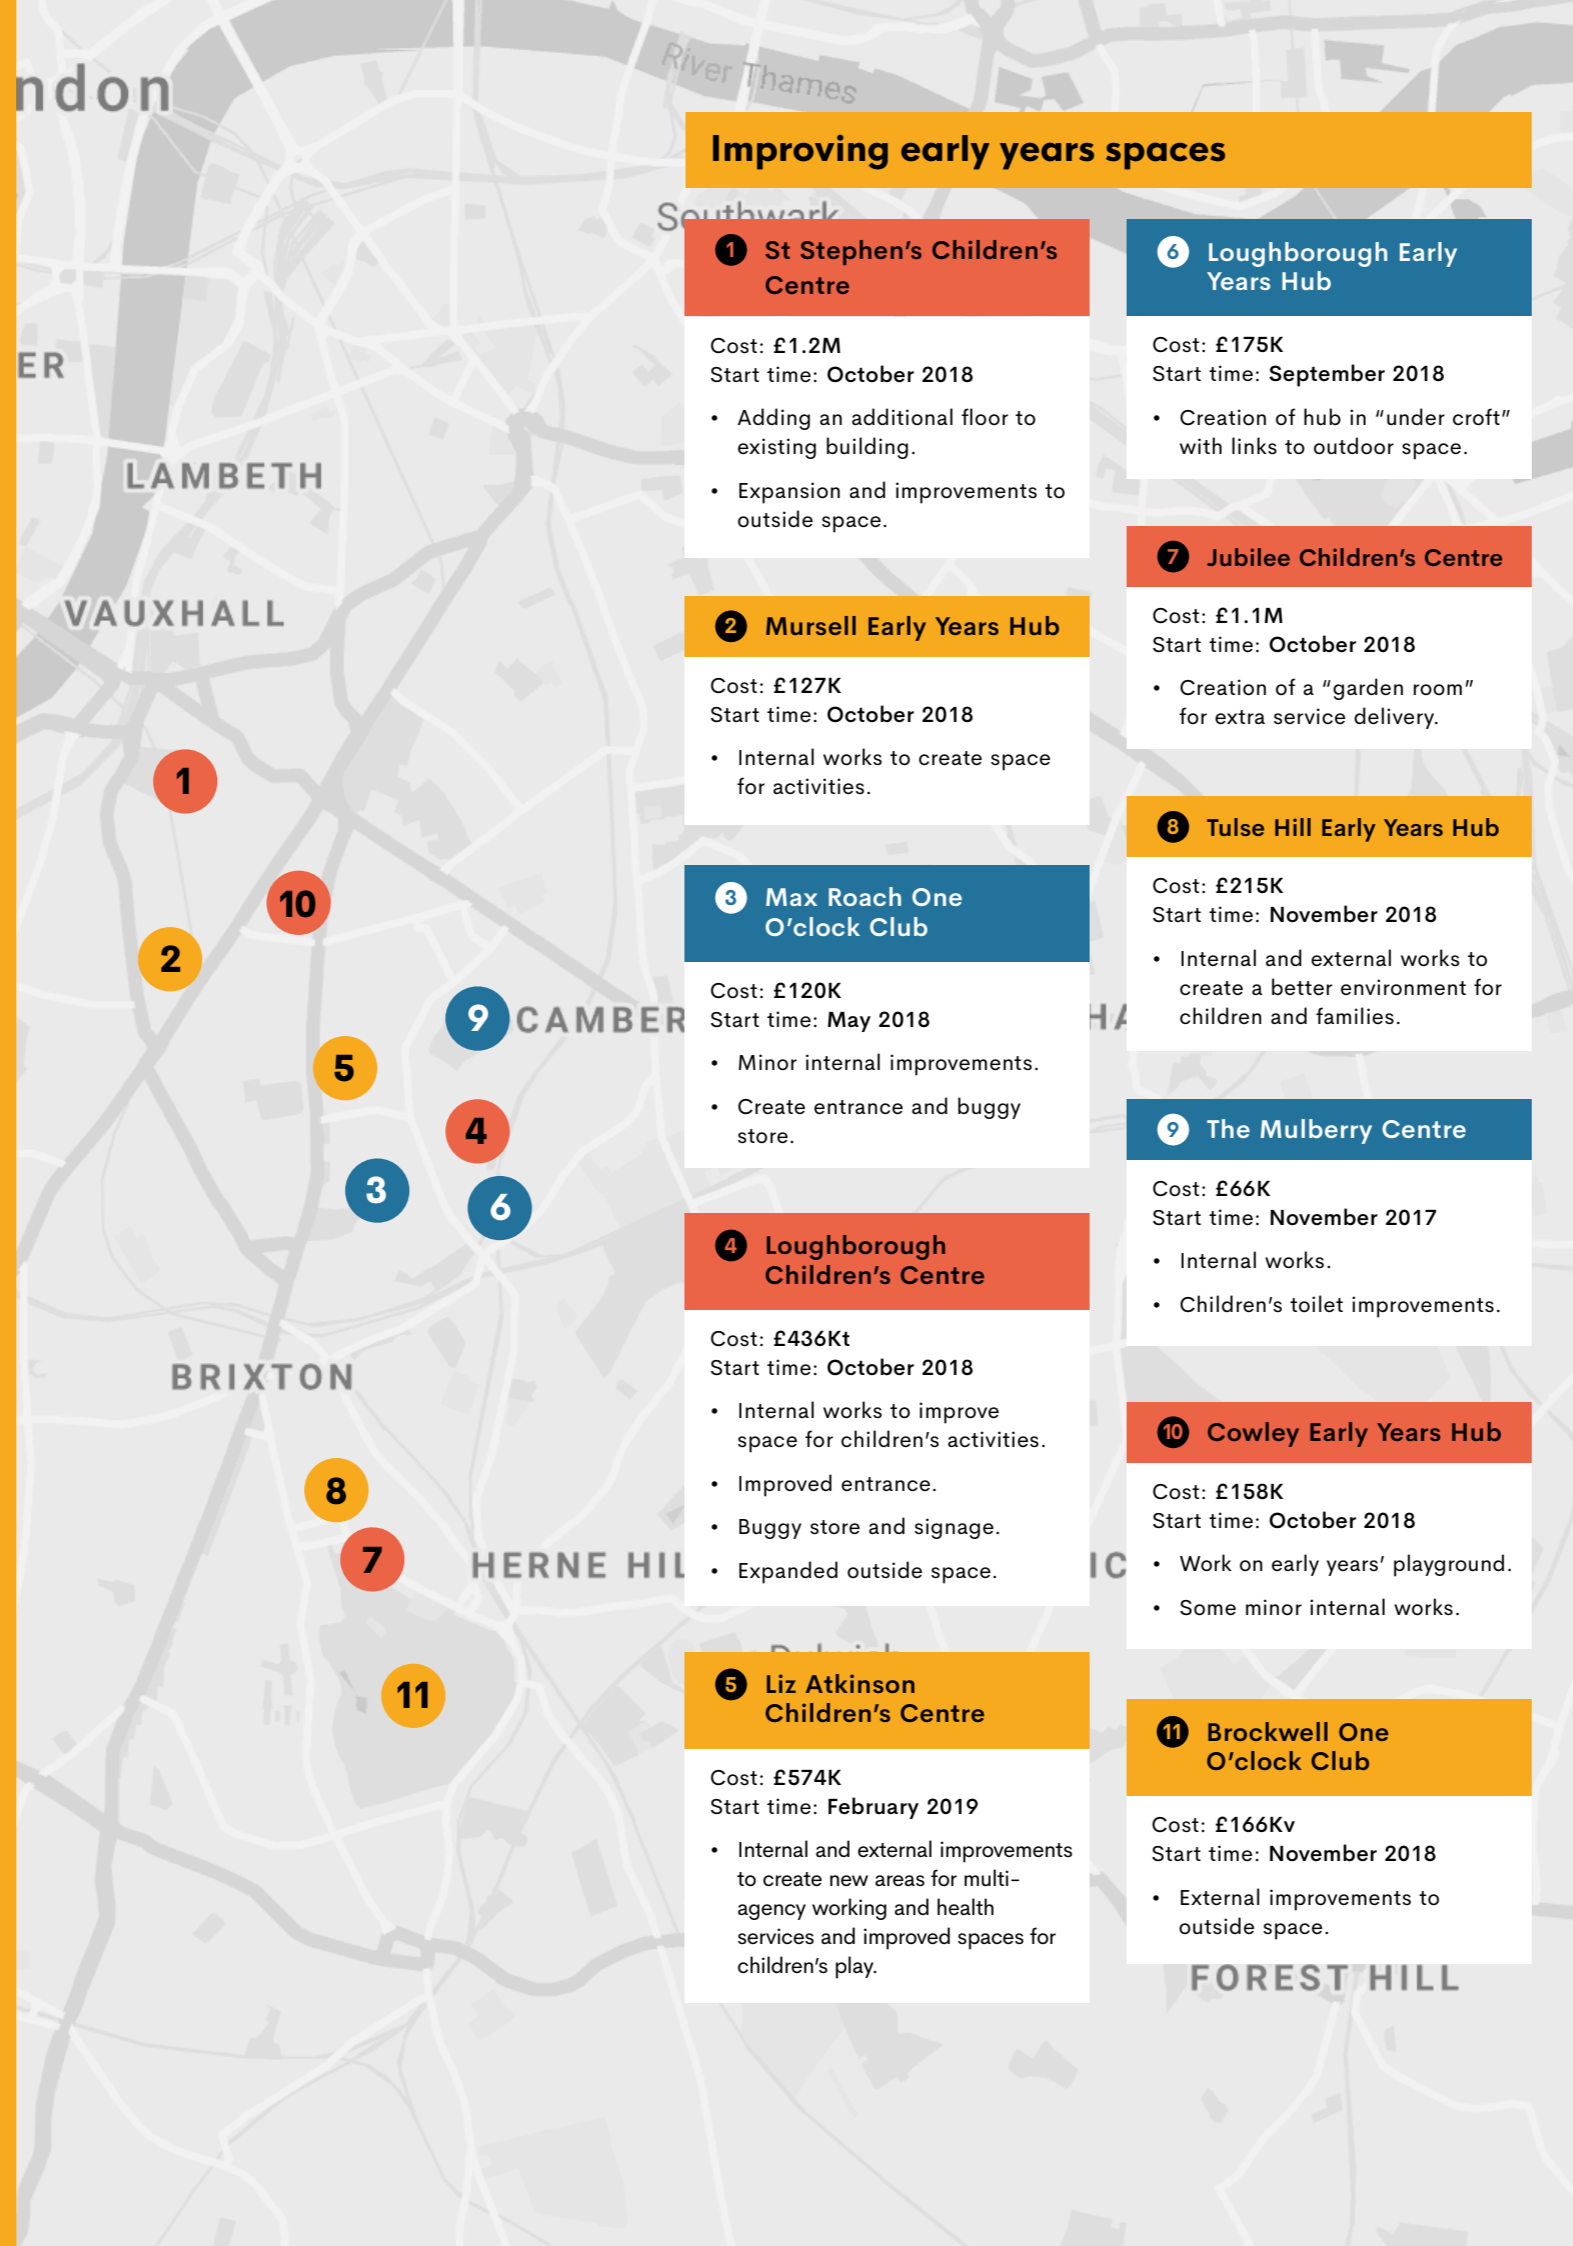 ndon
River Thames
Improving early years spaces
Southwark
ER
LAMBETH
VAUXHALL
1
10
2
9
CAMBER
5
4
3
6
BRIXTON
8
7
HERNE HIL
11
1 St Stephen's Children's
Centre
Cost: £1.2M
Start time: October 2018
• Adding an additional floor to
existing building.
• Expansion and improvements to
outside space.
2 Mursell Early Years Hub
Cost: £127K
Start time: October 2018
• Internal works to create space
for activities.
3 Max Roach One
O'clock Club
Cost: £120K
Start time: May 2018
• Minor internal improvements.
• Create entrance and buggy
store.
4 Loughborough
Children's Centre
Cost: £436Kt
Start time: October 2018
• Internal works to improve
space for children's activities.
• Improved entrance.
• Buggy store and signage.
• Expanded outside space.
5 Liz Atkinson
Children's Centre
Cost: £574K
Start time: February 2019
• Internal and external improvements
to create new areas for multi-
agency working and health
services and improved spaces for
children's play.
6 Loughborough Early
Years Hub
Cost: £175K
Start time: September 2018
• Creation of hub in "under croft"
with links to outdoor space.
7 Jubilee Children's Centre
Cost: £1.1M
Start time: October 2018
• Creation of a "garden room"
for extra service delivery.
8 Tulse Hill Early Years Hub
Cost: £215K
Start time: November 2018
• Internal and external works to
create a better environment for
children and families.
HA
9 The Mulberry Centre
Cost: £66K
Start time: November 2017
• Internal works.
• Children's toilet improvements.
10 Cowley Early Years Hub
Cost: £158K
Start time: October 2018
• Work on early years' playground.
• Some minor internal works.
IC
11 Brockwell One
O'clock Club
Cost: £166Kv
Start time: November 2018
• External improvements to
outside space.
FOREST HILL